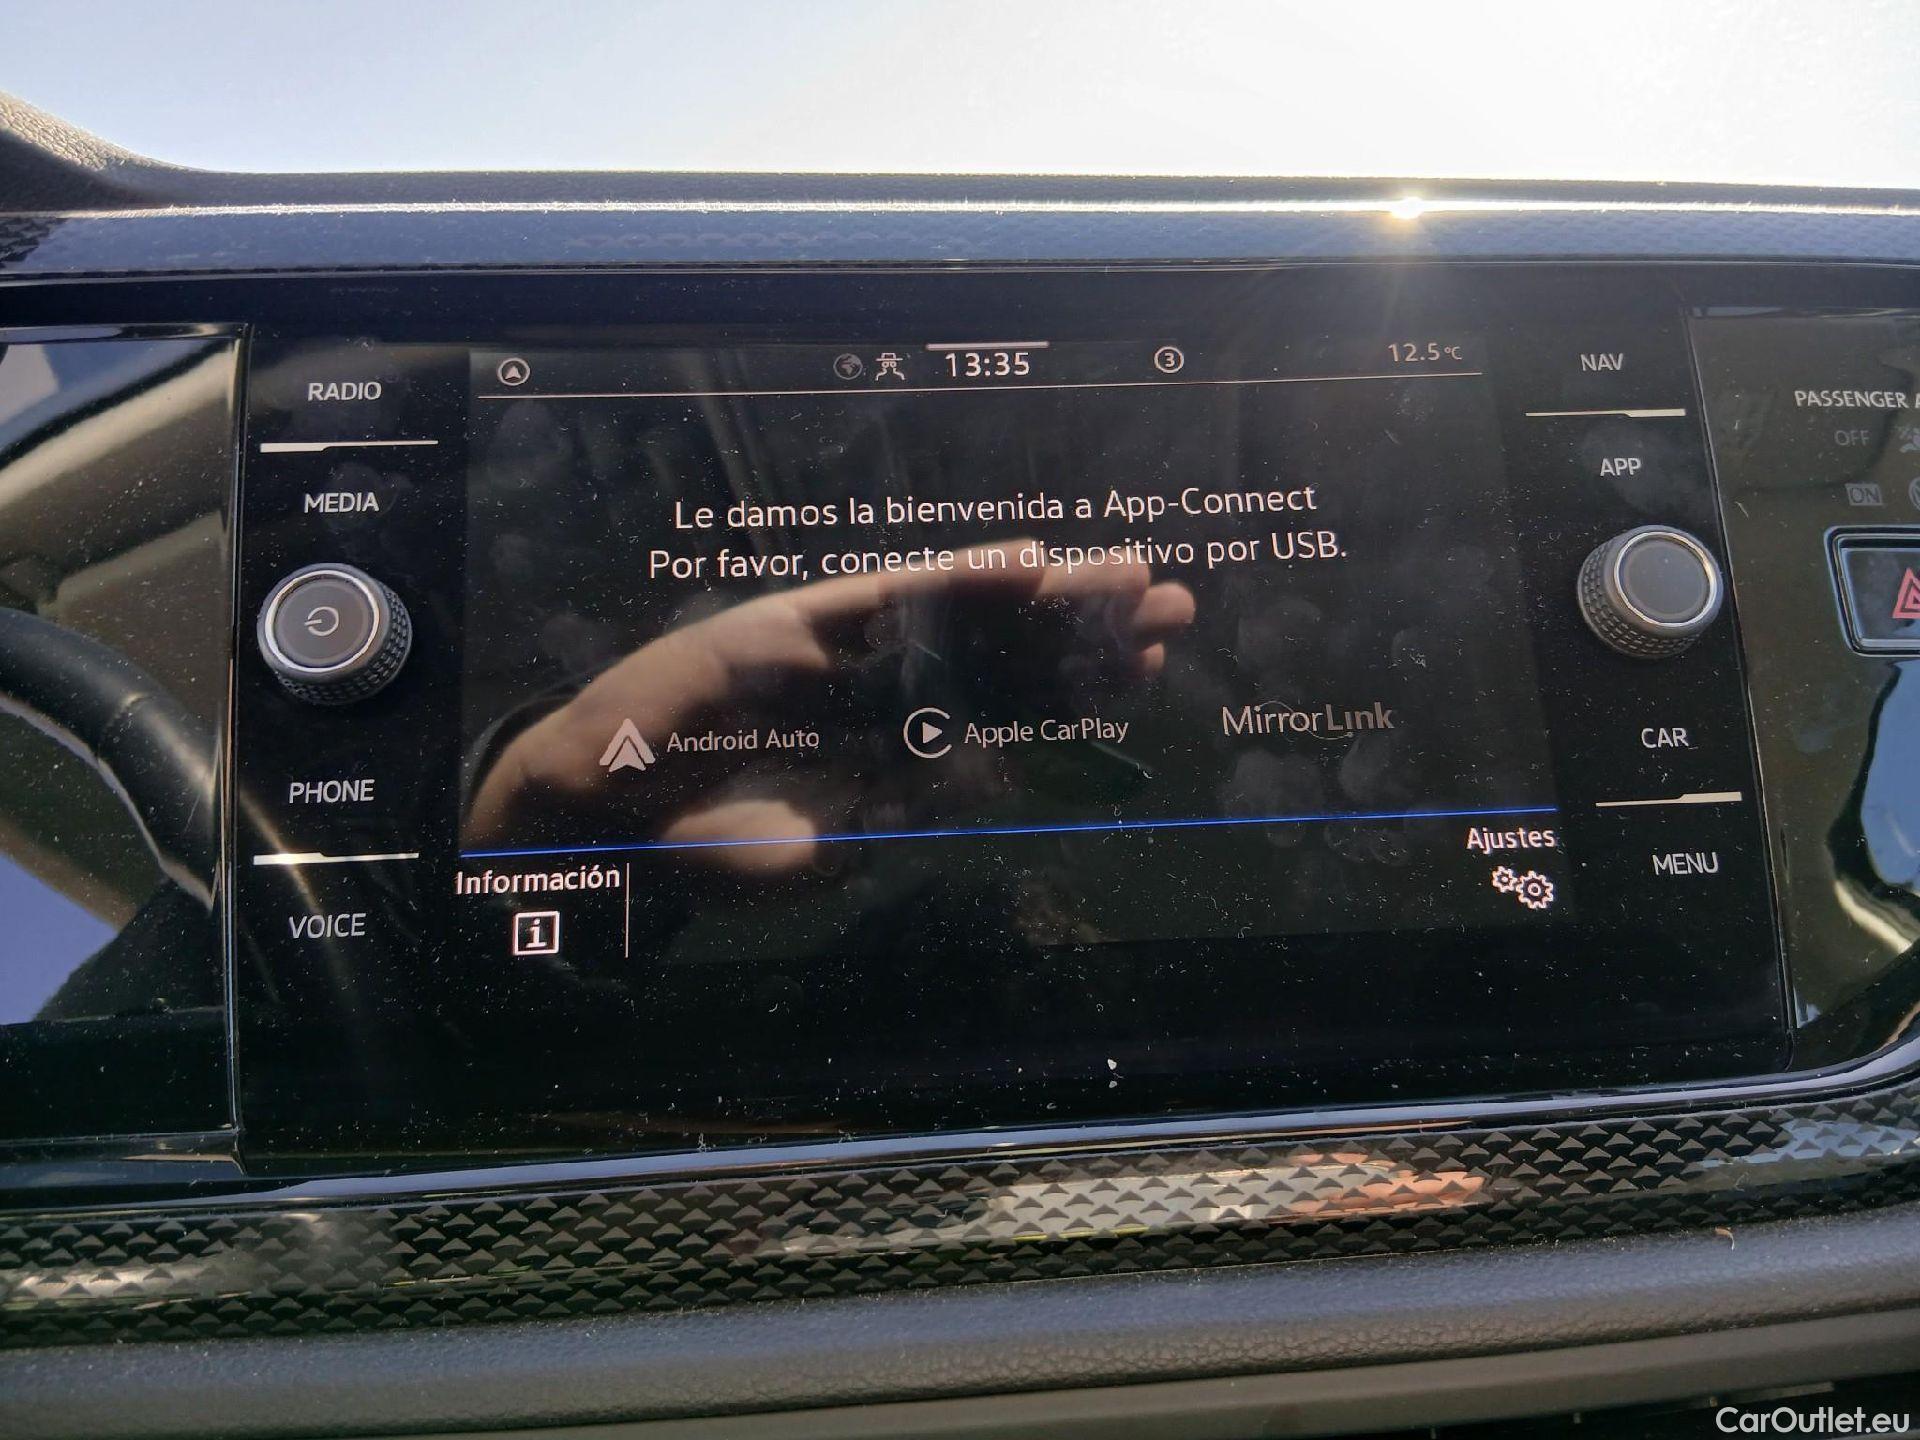 13:35
3
12.5°C
RADIO
MEDIA
PHONE
VOICE
Le damos la bienvenida a App-Connect
Por favor, conecte un dispositivo por USB.
Android Auto
Apple CarPlay
MirrorLink
Información
i
Ajustes
NAV
APP
CAR
MENU
PASSENGER
OFF
ON
CarOutlet.eu